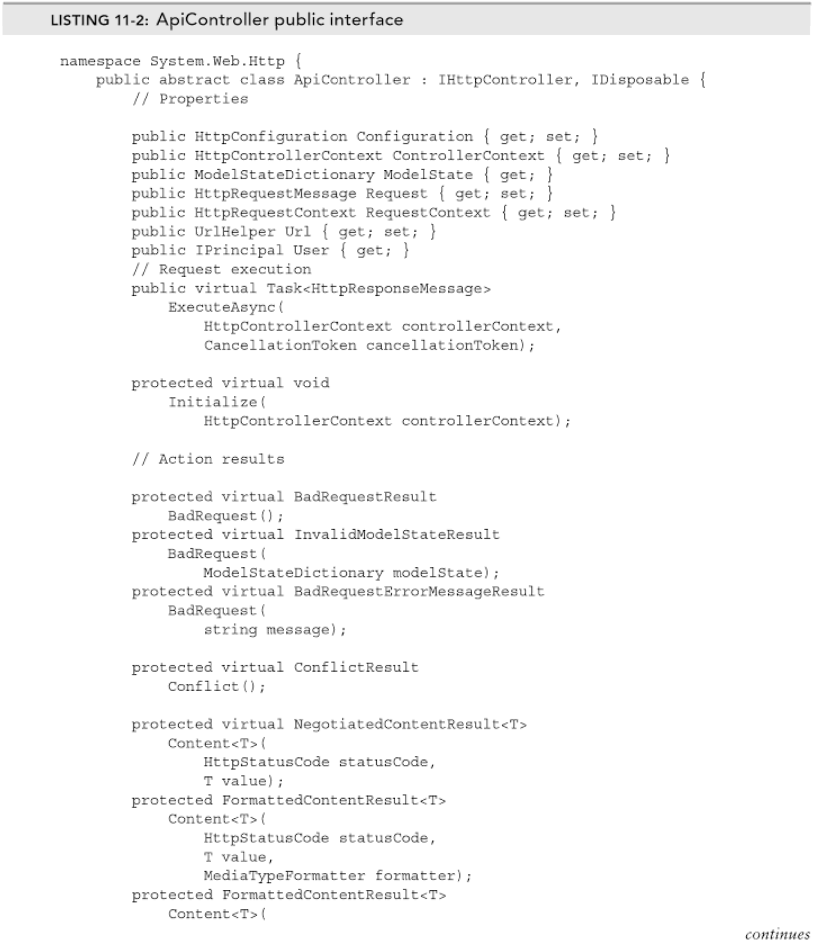 LISTING 11-2: ApiController public interface
namespace System.Web.Http {
    public abstract class ApiController : IHttpController, IDisposable {
        // Properties
        public HttpConfiguration Configuration { get; set; }
        public HttpControllerContext ControllerContext { get; set; }
        public ModelStateDictionary ModelState { get; }
        public HttpRequestMessage Request { get; set; }
        public HttpRequestContext RequestContext { get; set; }
        public UrlHelper Url { get; set; }
        public IPrincipal User { get; }
        // Request execution
        public virtual Task<HttpResponseMessage>
            ExecuteAsync(
                HttpControllerContext controllerContext,
                CancellationToken cancellationToken);
        protected virtual void
            Initialize(
                HttpControllerContext controllerContext);
        // Action results
        protected virtual BadRequestResult
            BadRequest();
        protected virtual InvalidModelStateResult
            BadRequest(
                ModelStateDictionary modelState);
        protected virtual BadRequestErrorMessageResult
            BadRequest(
                string message);
        protected virtual ConflictResult
            Conflict();
        protected virtual NegotiatedContentResult<T>
            Content<T>(
                HttpStatusCode statusCode,
                T value);
        protected FormattedContentResult<T>
            Content<T>(
                HttpStatusCode statusCode,
                T value,
                MediaTypeFormatter formatter);
        protected FormattedContentResult<T>
            Content<T>(
continues